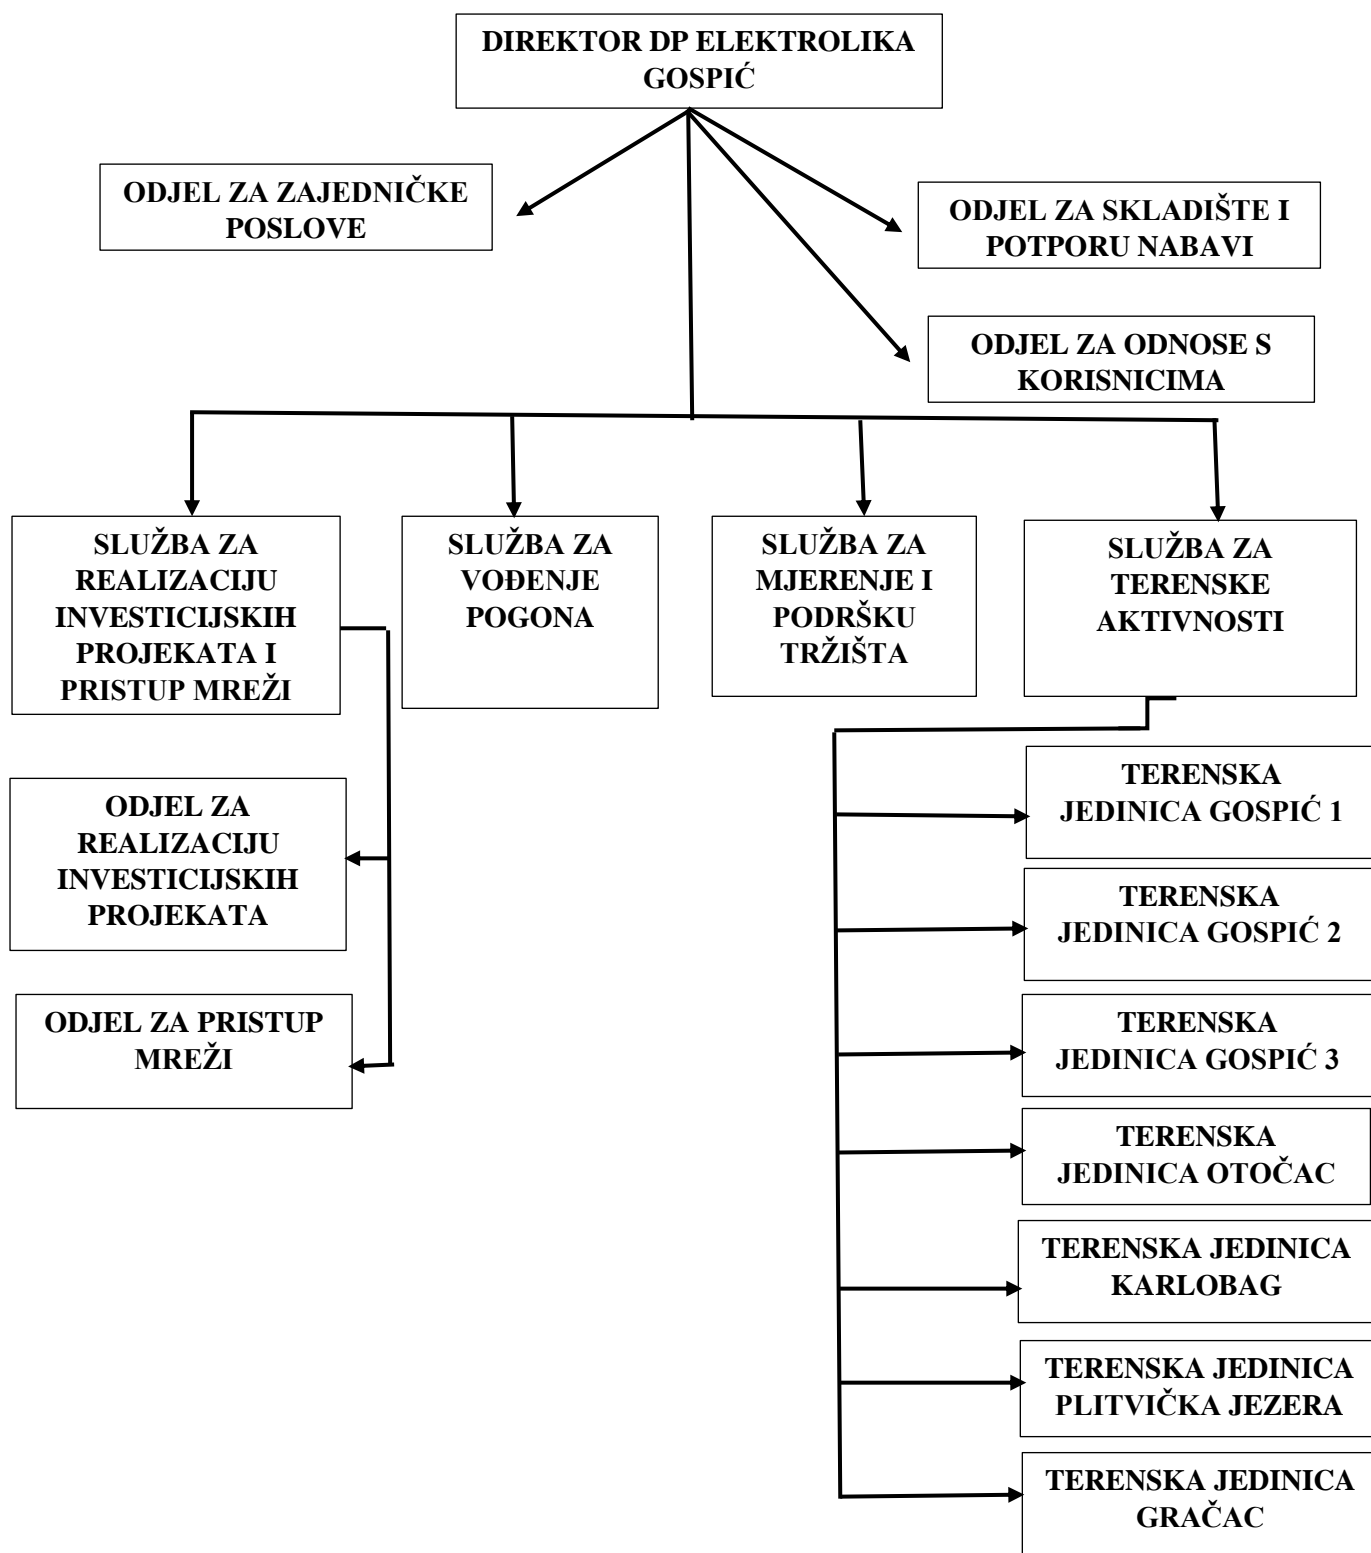 DIREKTOR DP ELEKTROLIKA
GOSPIĆ
ODJEL ZA ZAJEDNIČKE
POSLOVE
ODJEL ZA SKLADIŠTE I
POTPORU NABAVI
ODJEL ZA ODNOSE S
KORISNICIMA
SLUŽBA ZA
REALIZACIJU
INVESTICIJSKIH
PROJEKATA I
PRISTUP MREŽI
SLUŽBA ZA
VOĐENJE
POGONA
SLUŽBA ZA
MJERENJE I
PODRŠKU
TRŽIŠTA
SLUŽBA ZA
TERENSKE
AKTIVNOSTI
ODJEL ZA
REALIZACIJU
INVESTICIJSKIH
PROJEKATA
ODJEL ZA PRISTUP
MREŽI
TERENSKA
JEDINICA GOSPIĆ 1
TERENSKA
JEDINICA GOSPIĆ 2
TERENSKA
JEDINICA GOSPIĆ 3
TERENSKA
JEDINICA OTOČAC
TERENSKA JEDINICA
KARLOBAG
TERENSKA JEDINICA
PLITVIČKA JEZERA
TERENSKA JEDINICA
GRAČAC